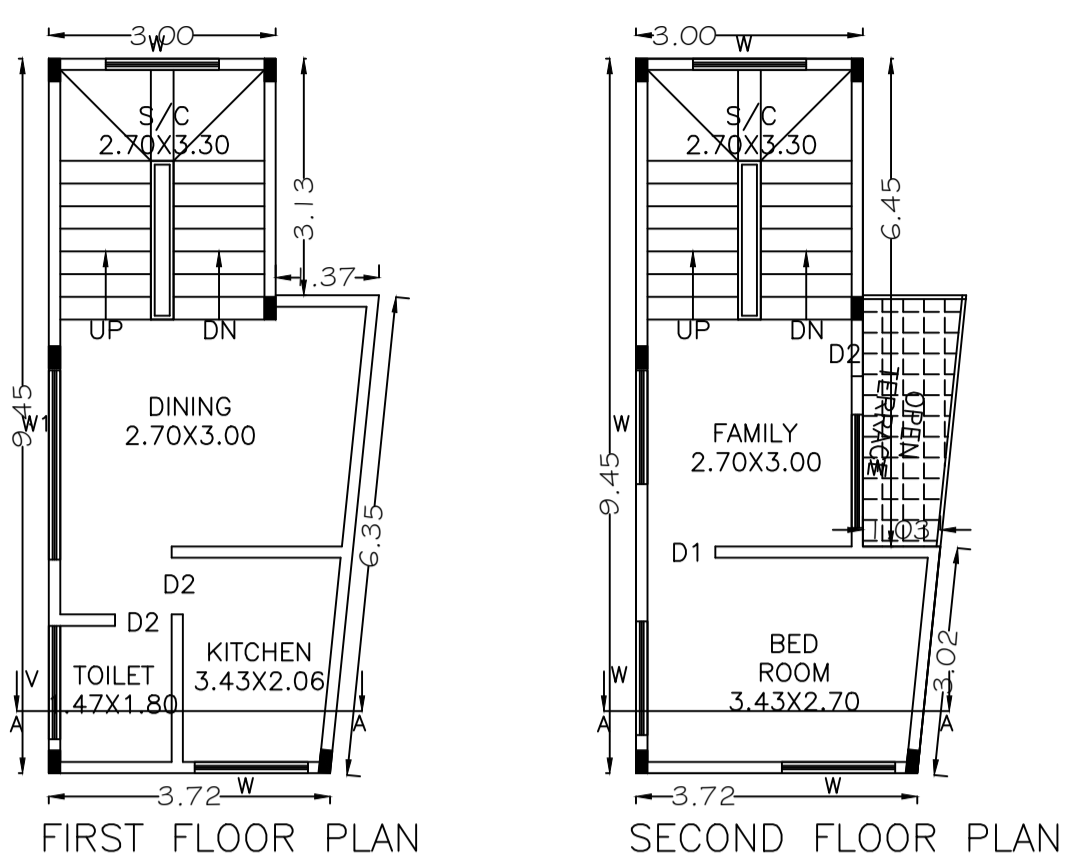 3.00
W
S/C
2.70X3.30
3.13
1.37
UP
DN
W1
9.45
DINING
2.70X3.00
6.35
D2
D2
KITCHEN
3.43X2.06
TOILET
1.47X1.80
V
A
A
W
3.72
FIRST FLOOR PLAN
3.00
W
S/C
2.70X3.30
6.45
UP
DN
D2
OPEN
TERRACE
W
W
FAMILY
2.70X3.00
9.45
1.03
D1
BED
ROOM
3.43X2.70
3.02
W
A
A
W
3.72
SECOND FLOOR PLAN